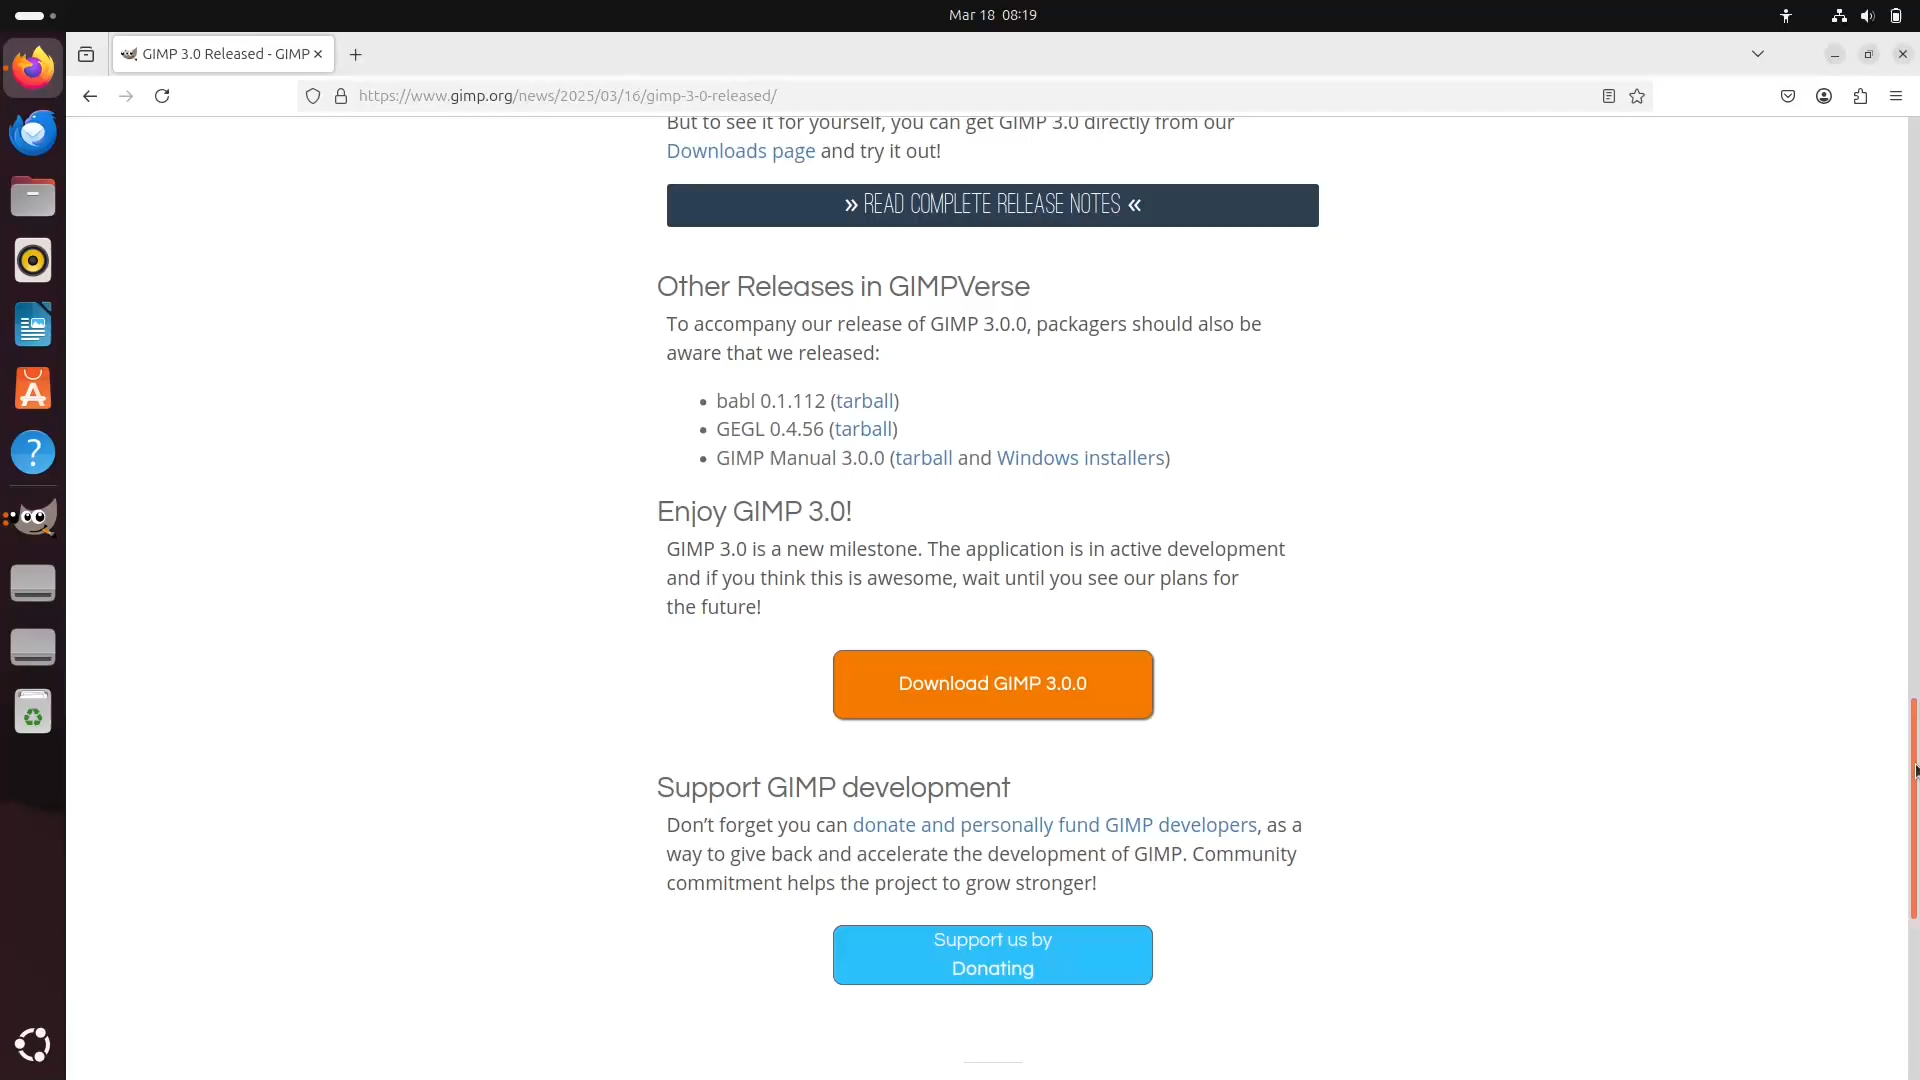 Mar 18 08:19
GIMP 3.0 Released - GIMP
https://www.gimp.org/news/2025/03/16/gimp-3-0-released/
But to see it for yourself, you can get GIMP 3.0 directly from our
Downloads page and try it out!
» READ COMPLETE RELEASE NOTES «
Other Releases in GIMPVerse
To accompany our release of GIMP 3.0.0, packagers should also be
aware that we released:
• babl 0.1.112 (tarball)
• GEGL 0.4.56 (tarball)
• GIMP Manual 3.0.0 (tarball and Windows installers)
Enjoy GIMP 3.0!
GIMP 3.0 is a new milestone. The application is in active development
and if you think this is awesome, wait until you see our plans for
the future!
Download GIMP 3.0.0
Support GIMP development
Don’t forget you can donate and personally fund GIMP developers, as a
way to give back and accelerate the development of GIMP. Community
commitment helps the project to grow stronger!
Support us by
Donating